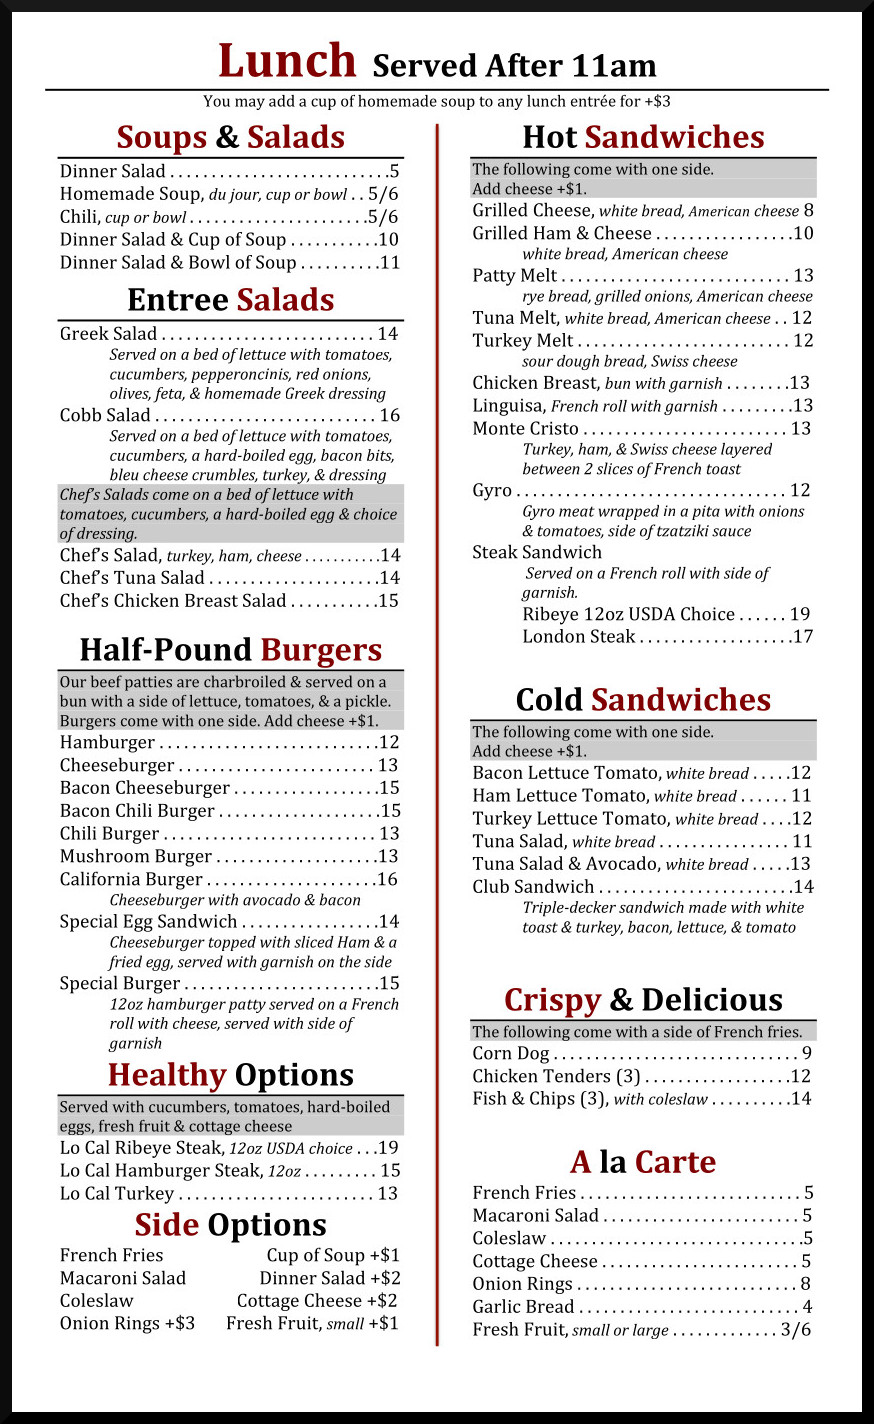 Lunch Served After 11am
You may add a cup of homemade soup to any lunch entrée for +$3
Soups & Salads
Dinner Salad . . . . . . . . . . . . . . . . . . . . . . . . . . .5
Homemade Soup, du jour, cup or bowl . . 5/6
Chili, cup or bowl . . . . . . . . . . . . . . . . . . . . . .5/6
Dinner Salad & Cup of Soup . . . . . . . . . . .10
Dinner Salad & Bowl of Soup . . . . . . . . . .11
Entree Salads
Greek Salad . . . . . . . . . . . . . . . . . . . . . . . . . . 14
Served on a bed of lettuce with tomatoes,
cucumbers, pepperoncinis, red onions,
olives, feta, & homemade Greek dressing
Cobb Salad . . . . . . . . . . . . . . . . . . . . . . . . . . . 16
Served on a bed of lettuce with tomatoes,
cucumbers, a hard-boiled egg, bacon bits,
bleu cheese crumbles, turkey, & dressing
Chef's Salads come on a bed of lettuce with
tomatoes, cucumbers, a hard-boiled egg & choice
of dressing.
Chef's Salad, turkey, ham, cheese . . . . . . . . . . .14
Chef's Tuna Salad . . . . . . . . . . . . . . . . . . . . .14
Chef's Chicken Breast Salad . . . . . . . . . . .15
Half-Pound Burgers
Our beef patties are charbroiled & served on a
bun with a side of lettuce, tomatoes, & a pickle.
Burgers come with one side. Add cheese +$1.
Hamburger . . . . . . . . . . . . . . . . . . . . . . . . . . .12
Cheeseburger . . . . . . . . . . . . . . . . . . . . . . . . 13
Bacon Cheeseburger . . . . . . . . . . . . . . . . . .15
Bacon Chili Burger . . . . . . . . . . . . . . . . . . . .15
Chili Burger . . . . . . . . . . . . . . . . . . . . . . . . . . 13
Mushroom Burger . . . . . . . . . . . . . . . . . . . .13
California Burger . . . . . . . . . . . . . . . . . . . . .16
Cheeseburger with avocado & bacon
Special Egg Sandwich . . . . . . . . . . . . . . . . .14
Cheeseburger topped with sliced Ham & a
fried egg, served with garnish on the side
Special Burger . . . . . . . . . . . . . . . . . . . . . . . .15
12oz hamburger patty served on a French
roll with cheese, served with side of
garnish
Healthy Options
Served with cucumbers, tomatoes, hard-boiled
eggs, fresh fruit & cottage cheese
Lo Cal Ribeye Steak, 12oz USDA choice . . .19
Lo Cal Hamburger Steak, 12oz . . . . . . . . . 15
Lo Cal Turkey . . . . . . . . . . . . . . . . . . . . . . . . 13
Side Options
French Fries Cup of Soup +$1
Macaroni Salad Dinner Salad +$2
Coleslaw Cottage Cheese +$2
Onion Rings +$3 Fresh Fruit, small +$1
Hot Sandwiches
The following come with one side.
Add cheese +$1.
Grilled Cheese, white bread, American cheese 8
Grilled Ham & Cheese . . . . . . . . . . . . . . . . .10
white bread, American cheese
Patty Melt . . . . . . . . . . . . . . . . . . . . . . . . . . . . 13
rye bread, grilled onions, American cheese
Tuna Melt, white bread, American cheese . . 12
Turkey Melt . . . . . . . . . . . . . . . . . . . . . . . . . . 12
sour dough bread, Swiss cheese
Chicken Breast, bun with garnish . . . . . . . .13
Linguisa, French roll with garnish . . . . . . . . .13
Monte Cristo . . . . . . . . . . . . . . . . . . . . . . . . . 13
Turkey, ham, & Swiss cheese layered
between 2 slices of French toast
Gyro . . . . . . . . . . . . . . . . . . . . . . . . . . . . . . . . . 12
Gyro meat wrapped in a pita with onions
& tomatoes, side of tzatziki sauce
Steak Sandwich
Served on a French roll with side of
garnish.
Ribeye 12oz USDA Choice . . . . . . 19
London Steak . . . . . . . . . . . . . . . . . . .17
Cold Sandwiches
The following come with one side.
Add cheese +$1.
Bacon Lettuce Tomato, white bread . . . . .12
Ham Lettuce Tomato, white bread . . . . . . 11
Turkey Lettuce Tomato, white bread . . . .12
Tuna Salad, white bread . . . . . . . . . . . . . . . . 11
Tuna Salad & Avocado, white bread . . . . .13
Club Sandwich . . . . . . . . . . . . . . . . . . . . . . . .14
Triple-decker sandwich made with white
toast & turkey, bacon, lettuce, & tomato
Crispy & Delicious
The following come with a side of French fries.
Corn Dog . . . . . . . . . . . . . . . . . . . . . . . . . . . . . . 9
Chicken Tenders (3) . . . . . . . . . . . . . . . . . .12
Fish & Chips (3), with coleslaw . . . . . . . . . .14
A la Carte
French Fries . . . . . . . . . . . . . . . . . . . . . . . . . . . 5
Macaroni Salad . . . . . . . . . . . . . . . . . . . . . . . . 5
Coleslaw . . . . . . . . . . . . . . . . . . . . . . . . . . . . . . .5
Cottage Cheese . . . . . . . . . . . . . . . . . . . . . . . . 5
Onion Rings . . . . . . . . . . . . . . . . . . . . . . . . . . . 8
Garlic Bread . . . . . . . . . . . . . . . . . . . . . . . . . . . 4
Fresh Fruit, small or large . . . . . . . . . . . . . 3/6